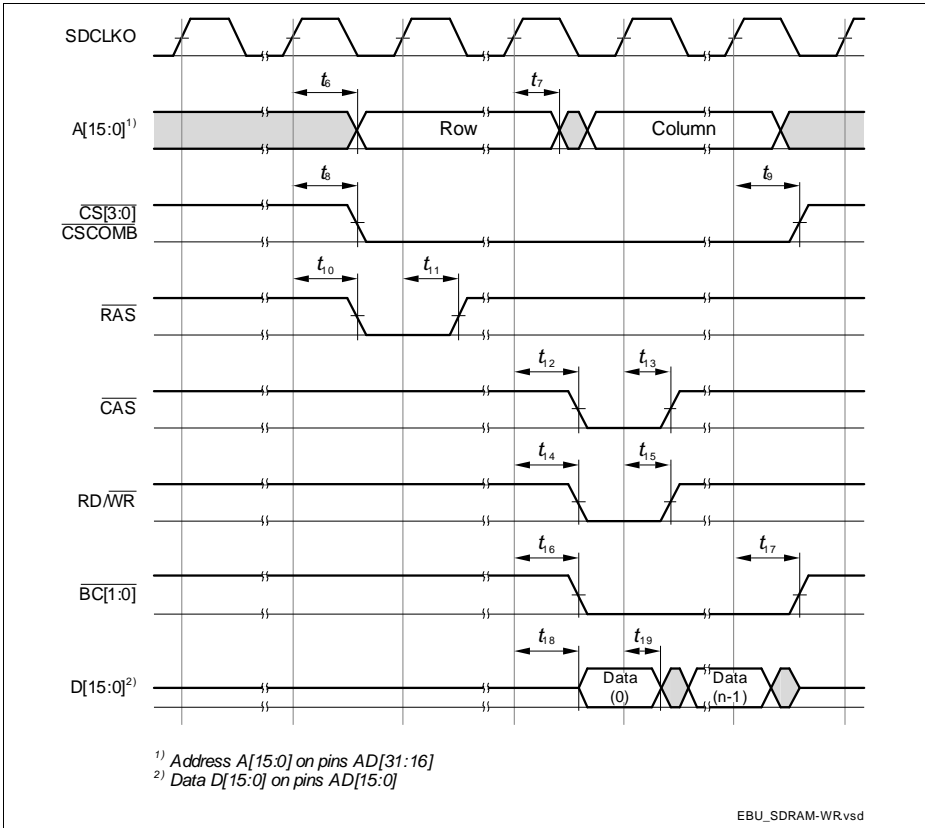 SDCLKO
t6 t7
A[15:0]1) Row Column
t8 t9
CS[3:0]
CSCOMB
t10 t11
RAS
t12 t13
CAS
t14 t15
RD/WR
t16 t17
BC[1:0]
t18 t19
D[15:0]2) Data (0) Data (n-1)
1) Address A[15:0] on pins AD[31:16]
2) Data D[15:0] on pins AD[15:0]
EBU_SDRAM-WR.vsd